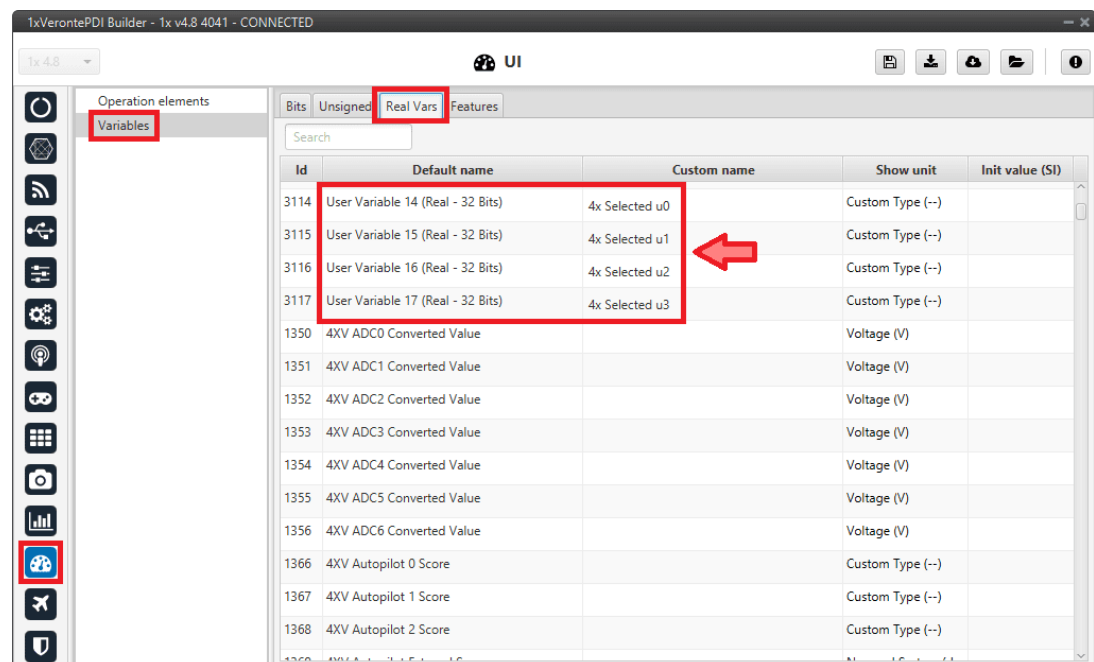 1xVerontePDI Builder - 1x v4.8 4041 - CONNECTED
1x 4.8
UI
Operation elements
Variables
Bits Unsigned Real Vars Features
Search
Id Default name Custom name Show unit Init value (SI)
3114 User Variable 14 (Real - 32 Bits) 4x Selected u0 Custom Type (--)
3115 User Variable 15 (Real - 32 Bits) 4x Selected u1 Custom Type (--)
3116 User Variable 16 (Real - 32 Bits) 4x Selected u2 Custom Type (--)
3117 User Variable 17 (Real - 32 Bits) 4x Selected u3 Custom Type (--)
1350 4XV ADC0 Converted Value Voltage (V)
1351 4XV ADC1 Converted Value Voltage (V)
1352 4XV ADC2 Converted Value Voltage (V)
1353 4XV ADC3 Converted Value Voltage (V)
1354 4XV ADC4 Converted Value Voltage (V)
1355 4XV ADC5 Converted Value Voltage (V)
1356 4XV ADC6 Converted Value Voltage (V)
1366 4XV Autopilot 0 Score Custom Type (--)
1367 4XV Autopilot 1 Score Custom Type (--)
1368 4XV Autopilot 2 Score Custom Type (--)